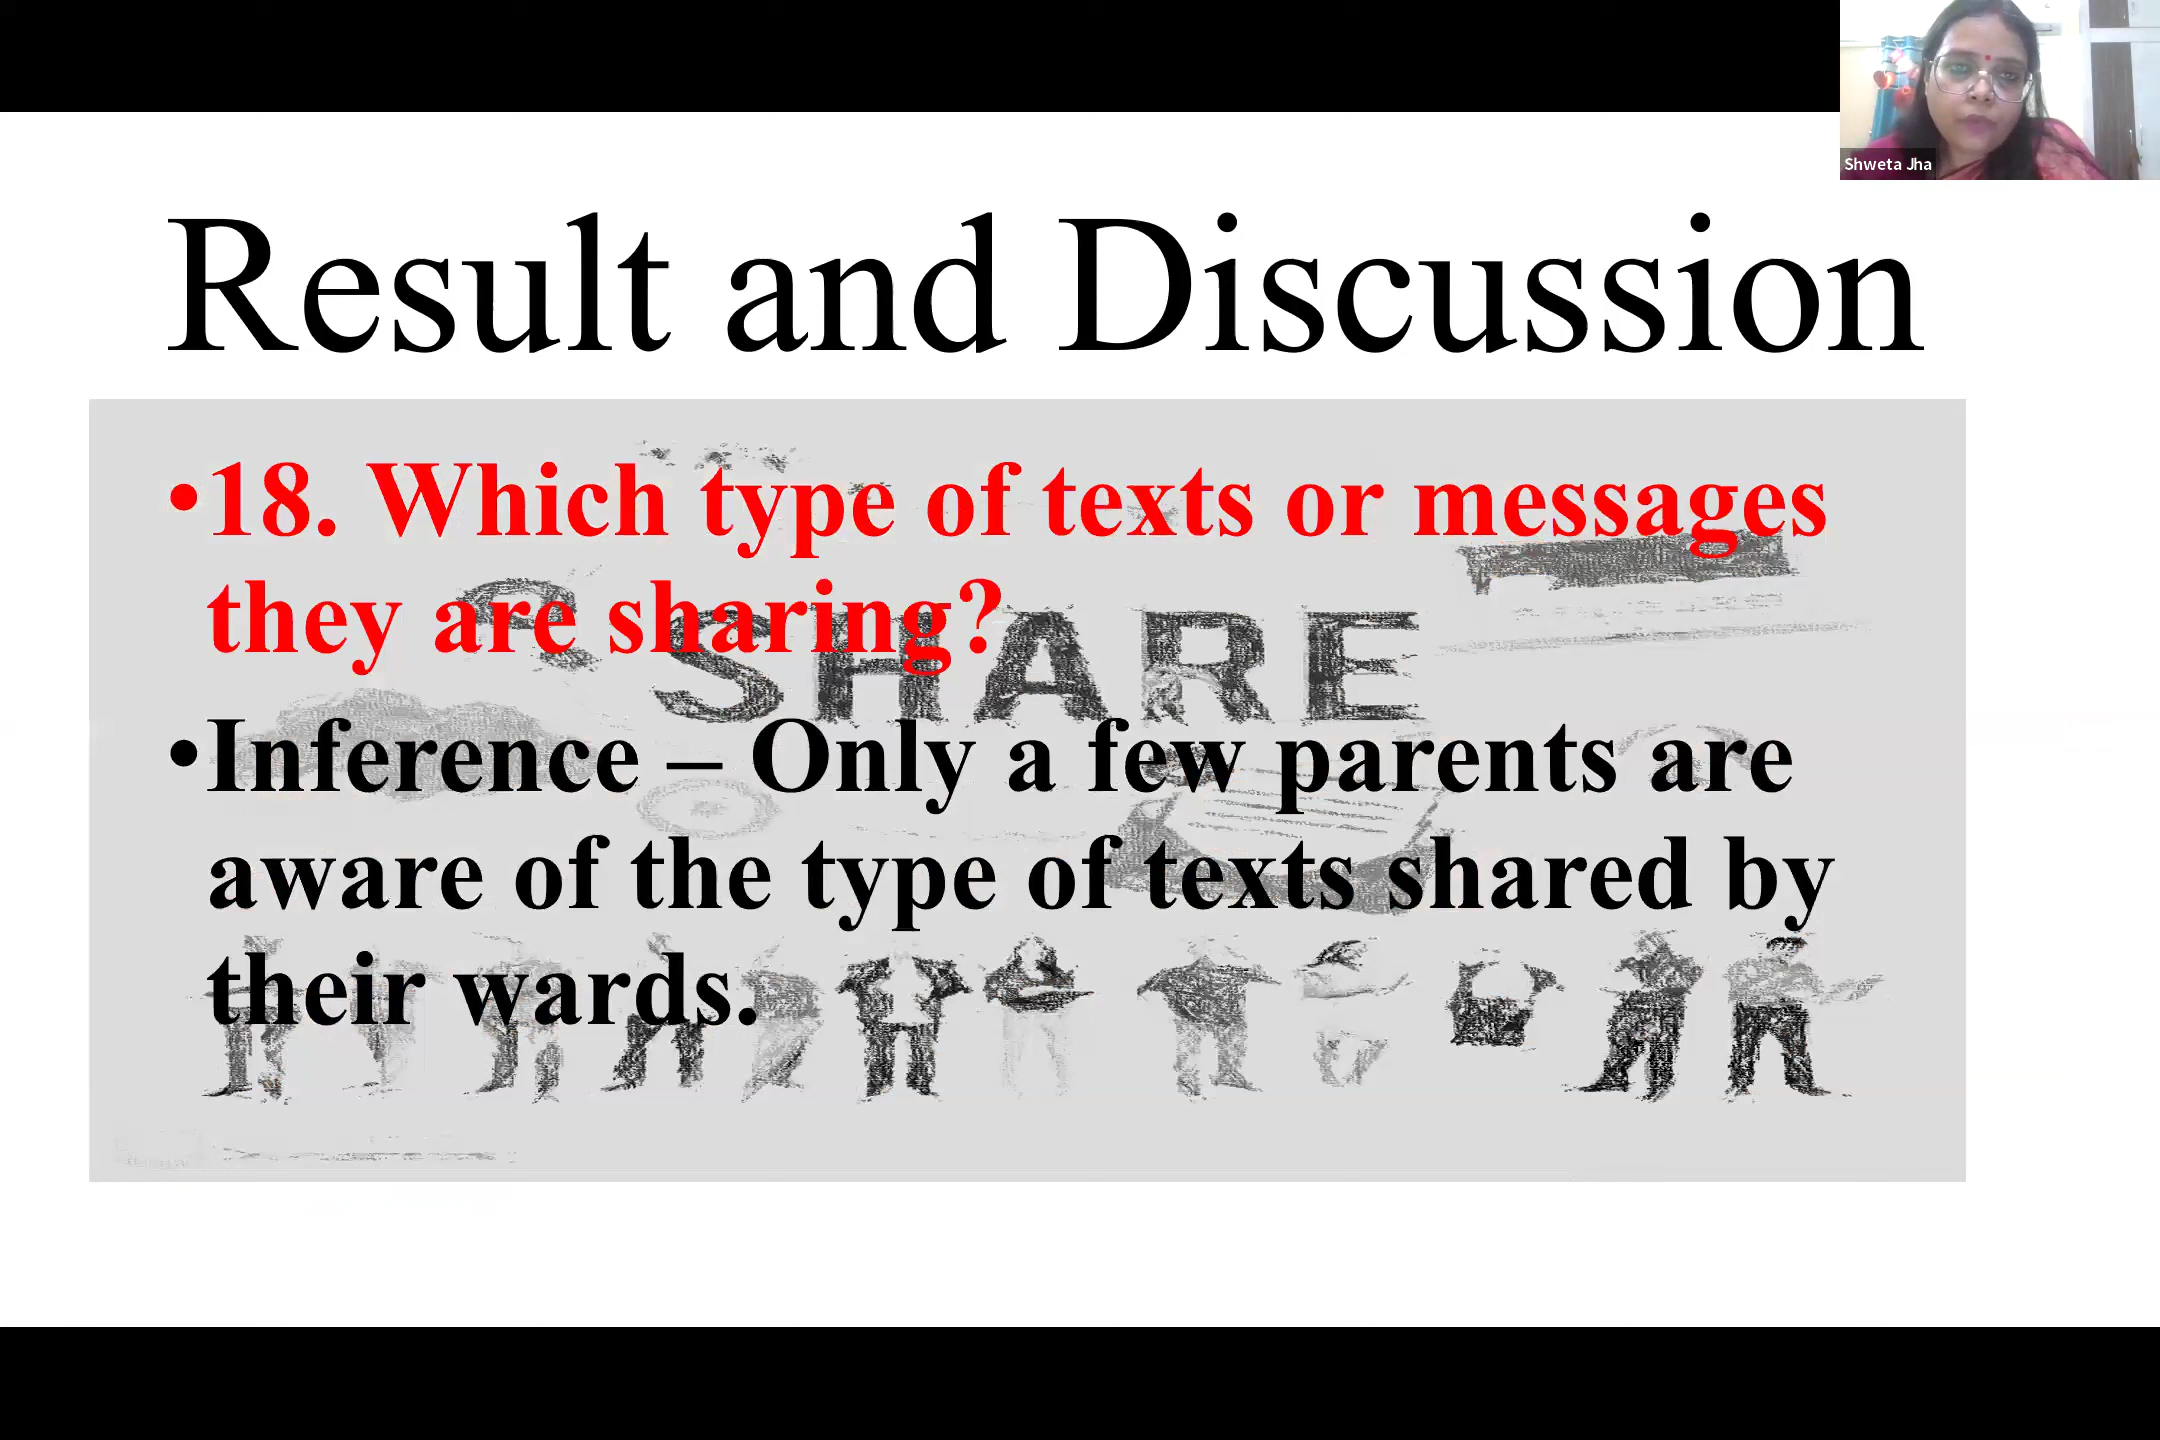 Shweta Jha
Result and Discussion
•18. Which type of texts or messages
they are sharing?
SHARE
•Inference – Only a few parents are
aware of the type of texts shared by
their wards.